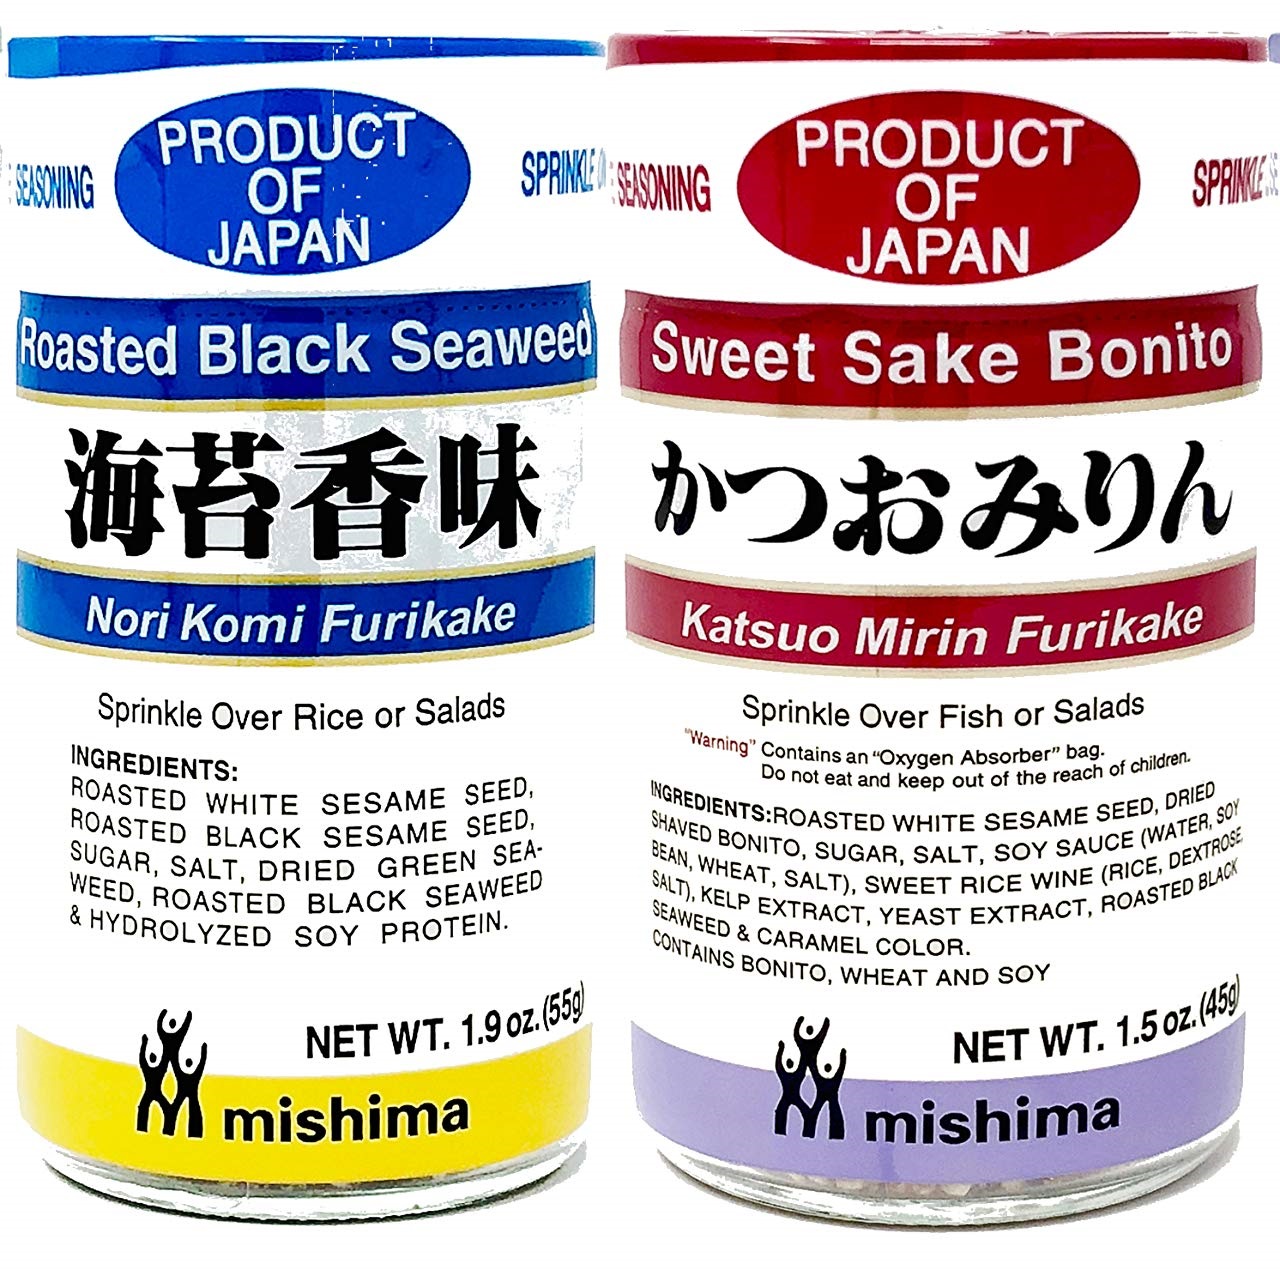 PRODUCT
OF
JAPAN
SEASONING
SPRINKLE
Roasted Black Seaweed
海苔香味
Nori Komi Furikake
Sprinkle Over Rice or Salads
INGREDIENTS:
ROASTED WHITE SESAME SEED,
ROASTED BLACK SESAME SEED,
SUGAR, SALT, DRIED GREEN SEA-
WEED, ROASTED BLACK SEAWEED
& HYDROLYZED SOY PROTEIN.
NET WT. 1.9 oz. (55g)
mishima
PRODUCT
OF
JAPAN
SEASONING
SPRINKLE
Sweet Sake Bonito
かつおみりん
Katsuo Mirin Furikake
Sprinkle Over Fish or Salads
"Warning" Contains an "Oxygen Absorber" bag.
Do not eat and keep out of the reach of children.
INGREDIENTS:ROASTED WHITE SESAME SEED, DRIED
SHAVED BONITO, SUGAR, SALT, SOY SAUCE (WATER, SOY
BEAN, WHEAT, SALT), SWEET RICE WINE (RICE, DEXTROSE,
SALT), KELP EXTRACT, YEAST EXTRACT, ROASTED BLACK
SEAWEED & CARAMEL COLOR.
CONTAINS BONITO, WHEAT AND SOY
NET WT. 1.5 oz. (45g)
mishima